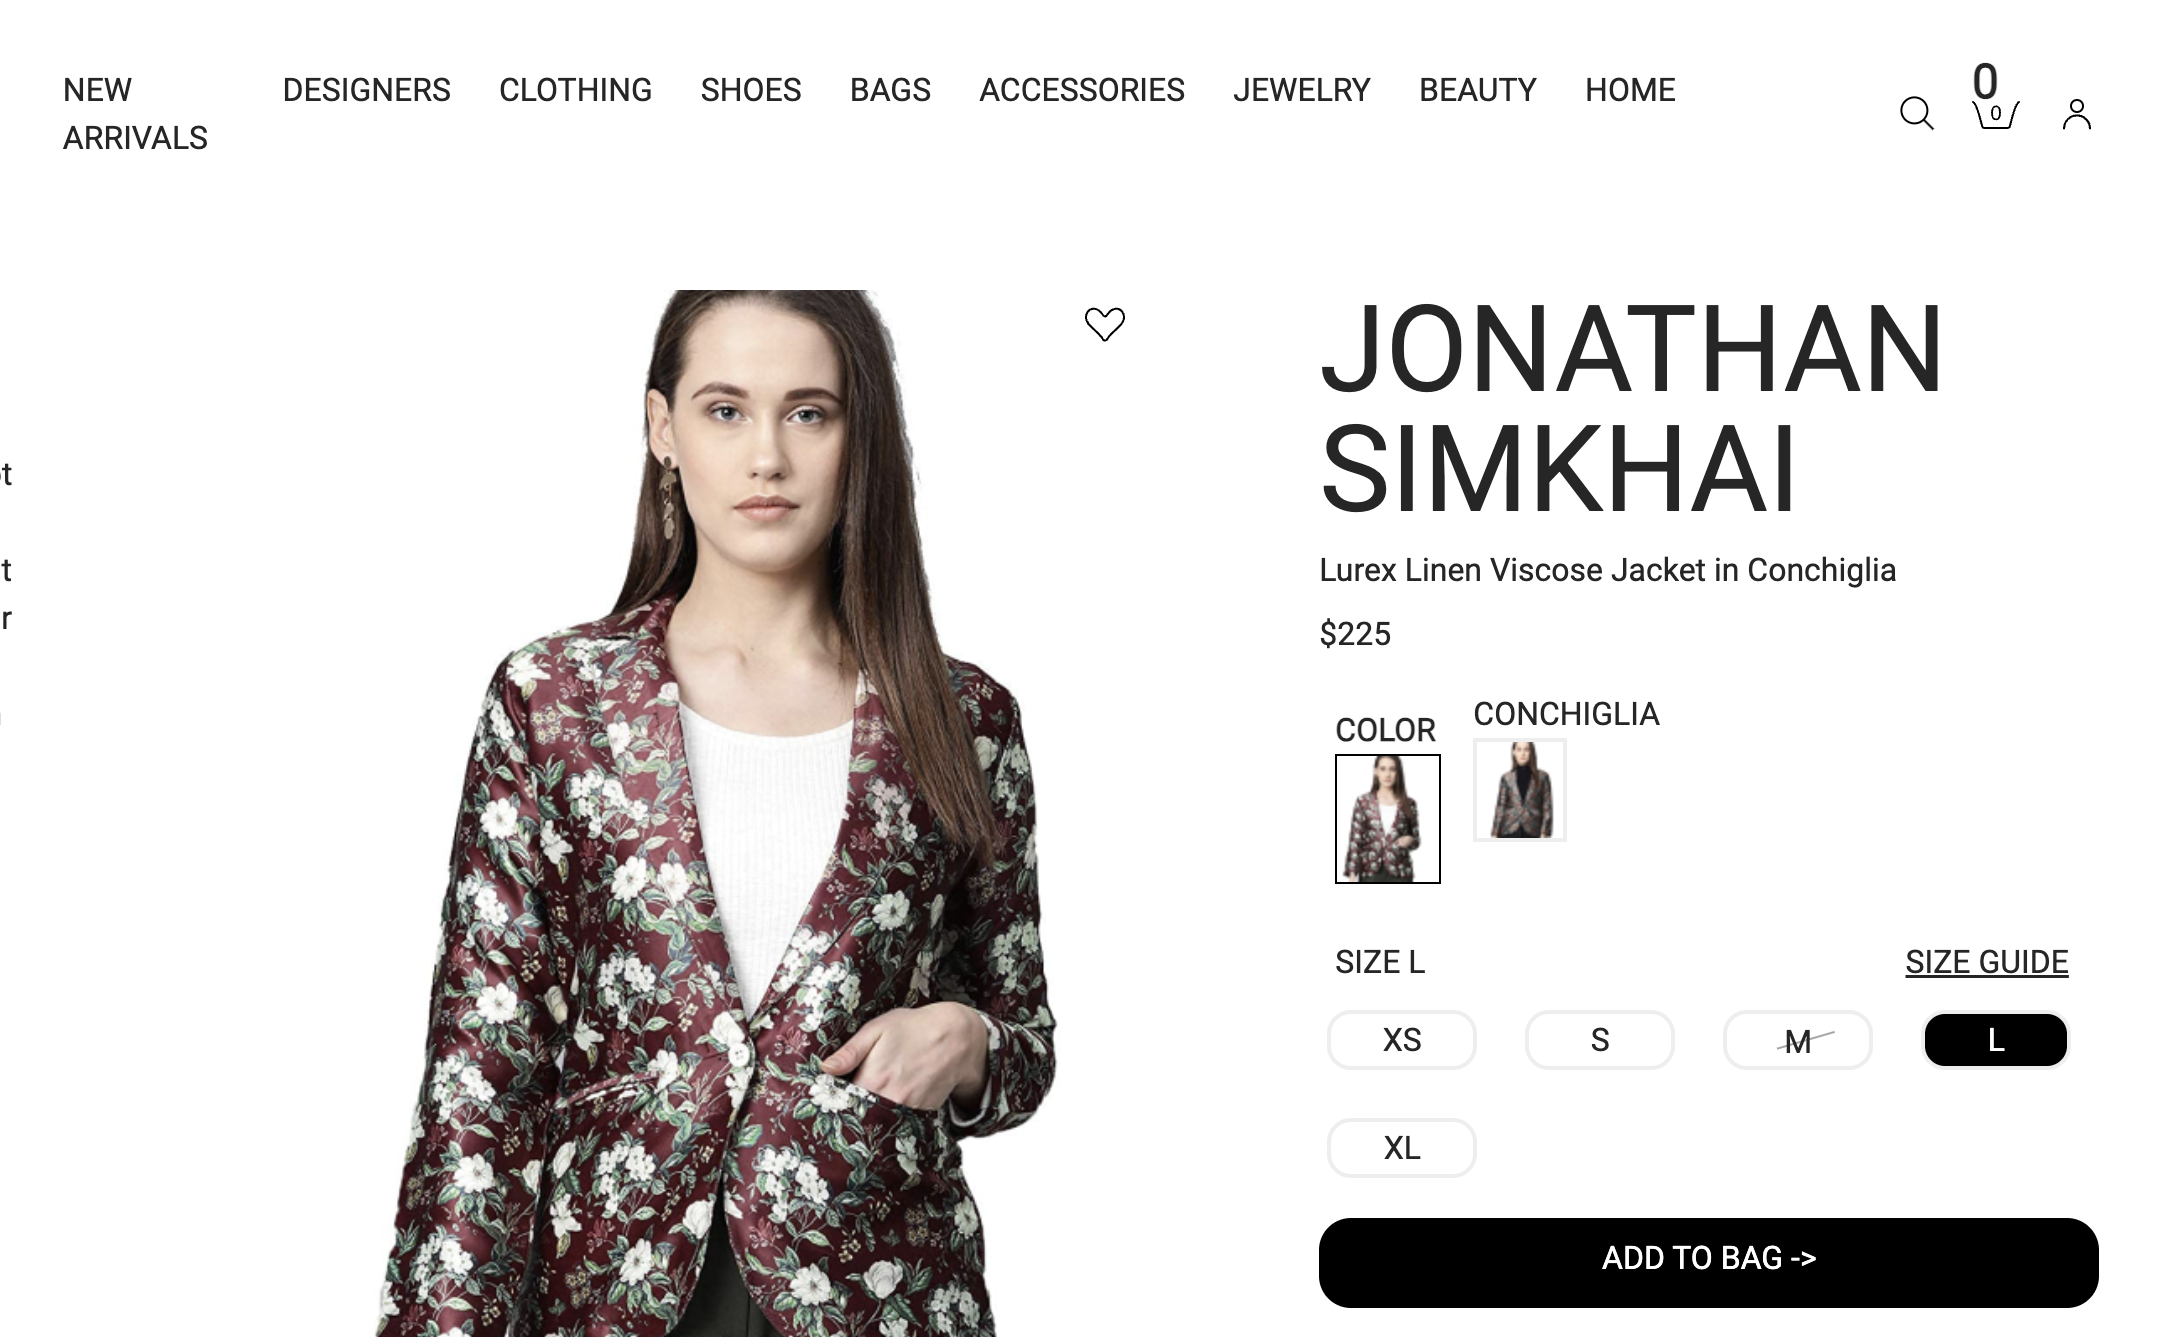 NEW ARRIVALS
DESIGNERS
CLOTHING
SHOES
BAGS
ACCESSORIES
JEWELRY
BEAUTY
HOME
0
0
JONATHAN
SIMKHAI
Lurex Linen Viscose Jacket in Conchiglia
$225
COLOR
CONCHIGLIA
SIZE L
SIZE GUIDE
XS
S
M
L
XL
ADD TO BAG ->